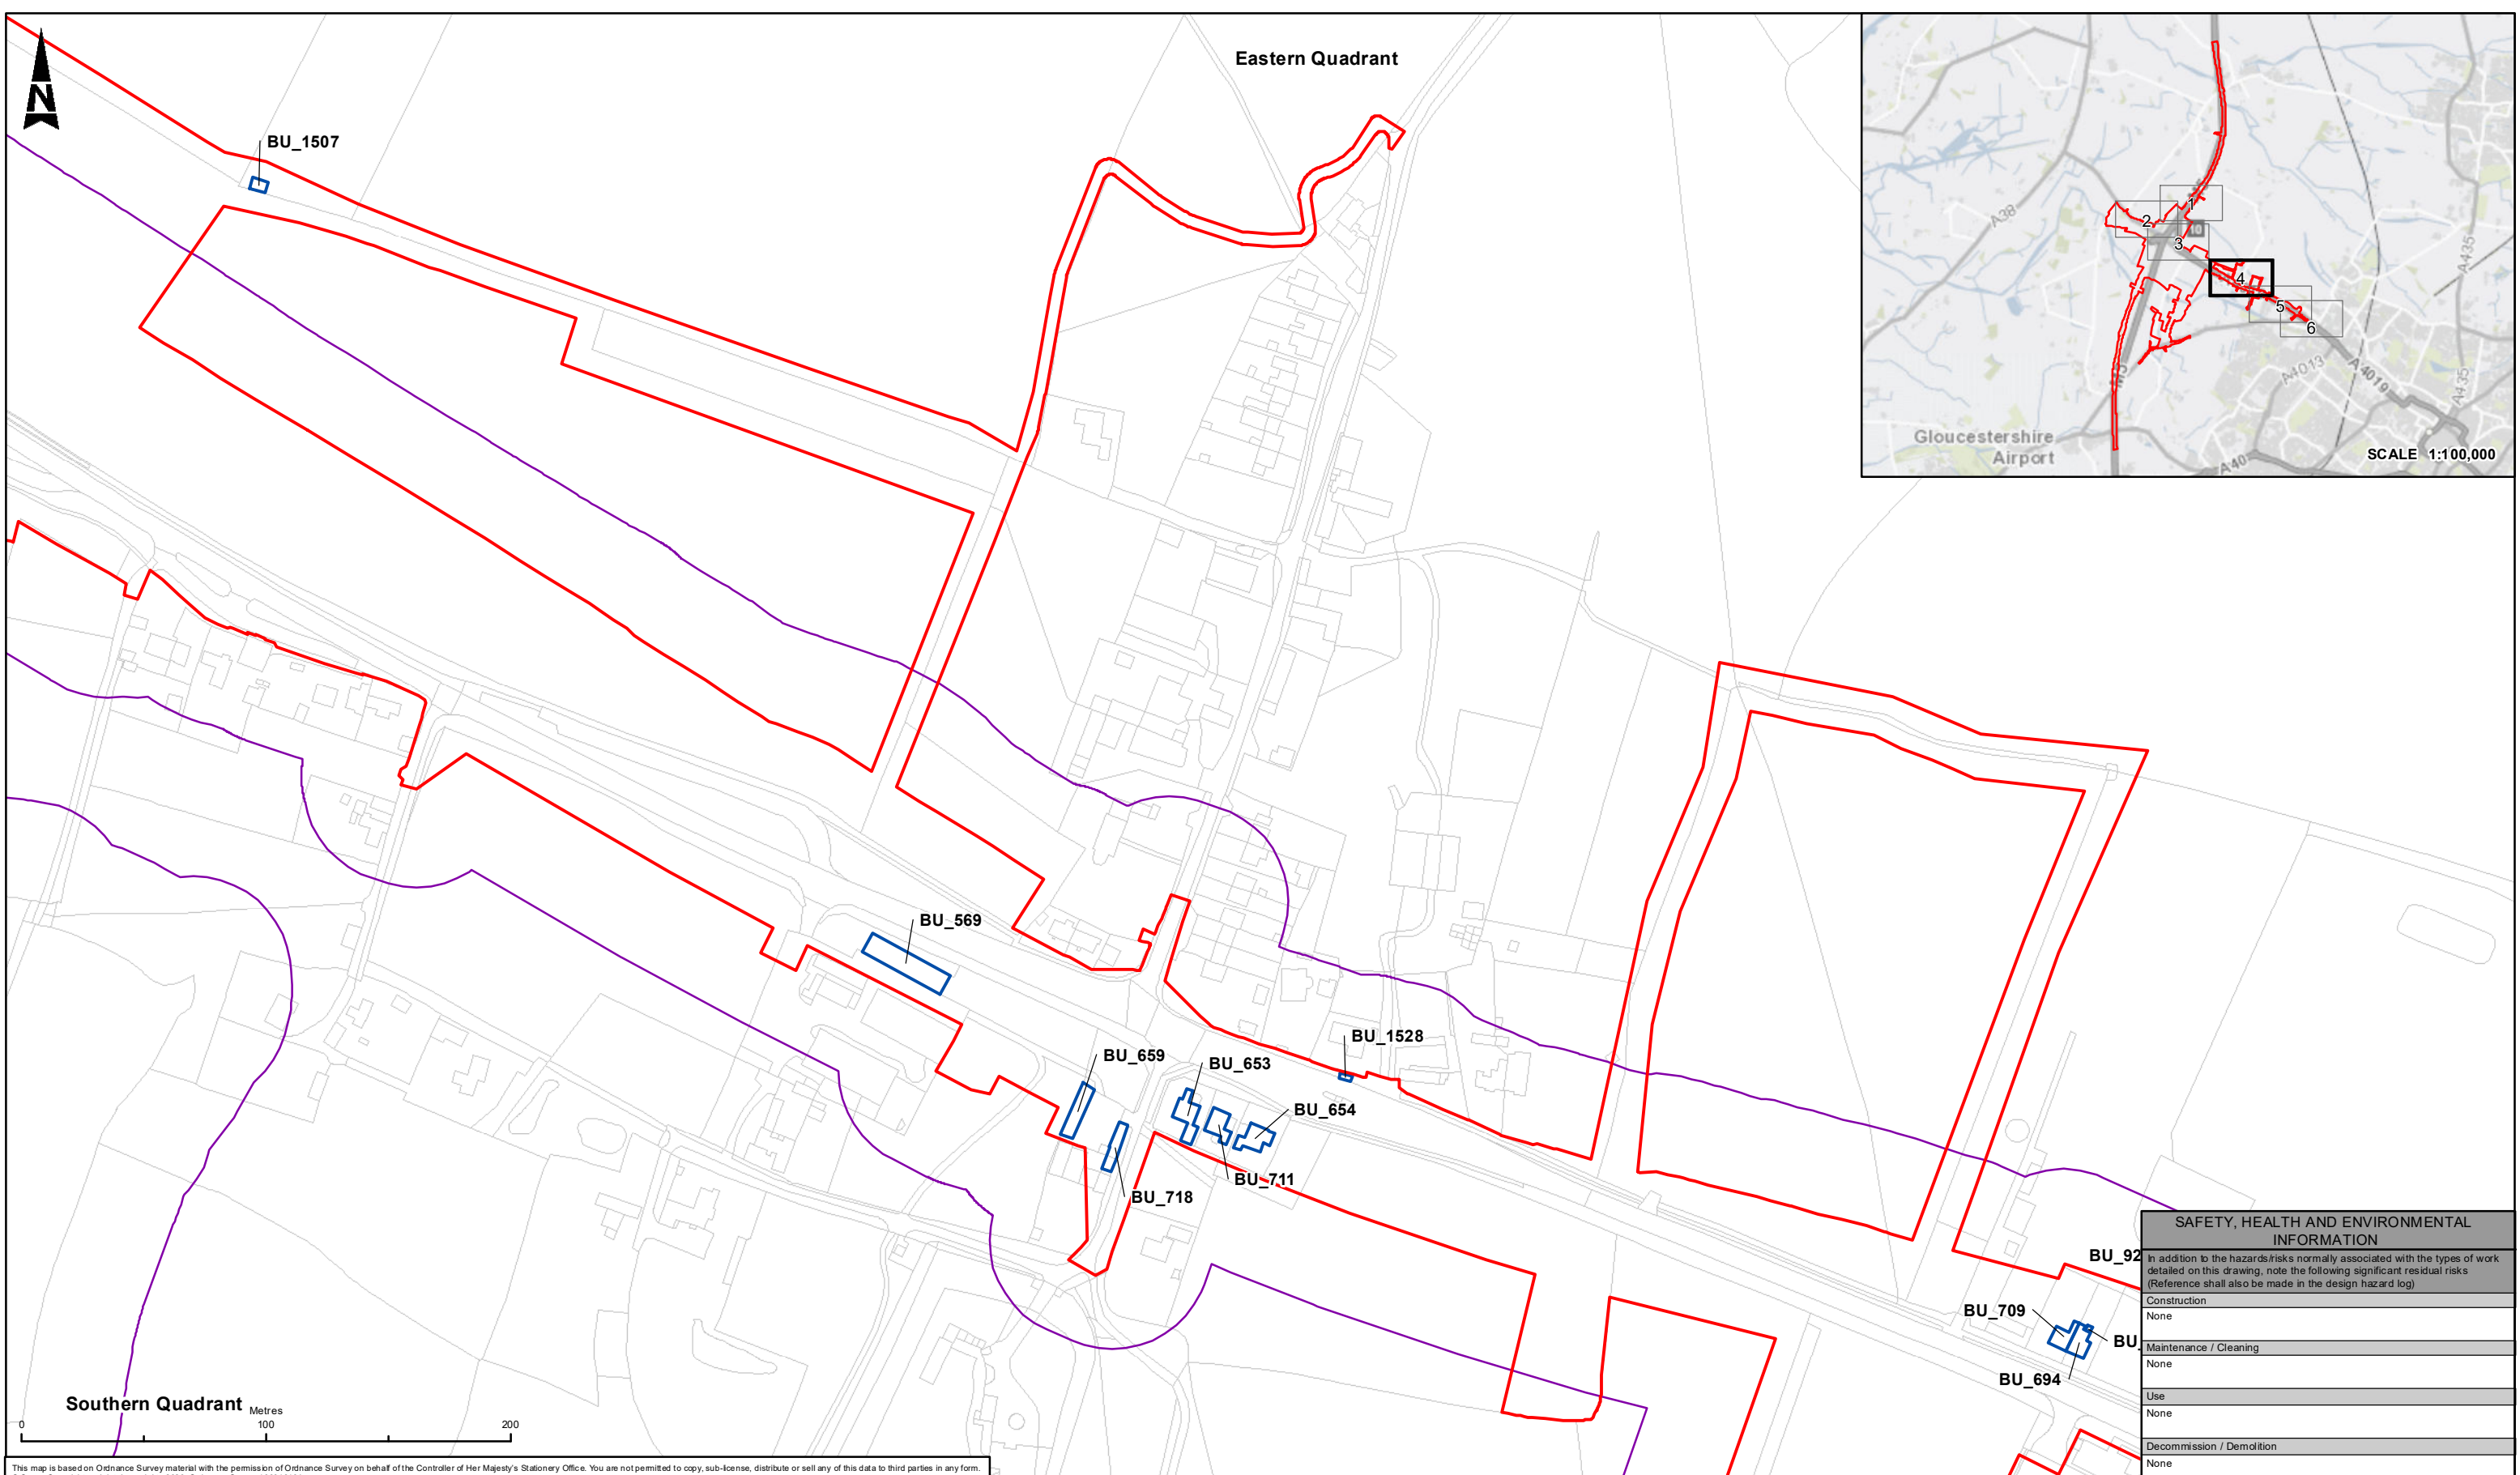 Eastern Quadrant
N
BU_1507
A38
M5
1
2
3
4
5
6
A435
A4013
A4019
A435
M5
Gloucestershire
Airport
A40
SCALE 1:100,000
BU_569
BU_1528
BU_659
BU_653
BU_654
BU_711
BU_718
BU_92
BU_709
BU_
BU_694
Southern Quadrant
Metres
0 100 200
SAFETY, HEALTH AND ENVIRONMENTAL
INFORMATION
In addition to the hazards/risks normally associated with the types of work
detailed on this drawing, note the following significant residual risks
(Reference shall also be made in the design hazard log)
Construction
None
Maintenance / Cleaning
None
Use
None
Decommission / Demolition
None
This map is based on Ordnance Survey material with the permission of Ordnance Survey on behalf of the Controller of Her Majesty's Stationery Office. You are not permitted to copy, sub-license, distribute or sell any of this data to third parties in any form.